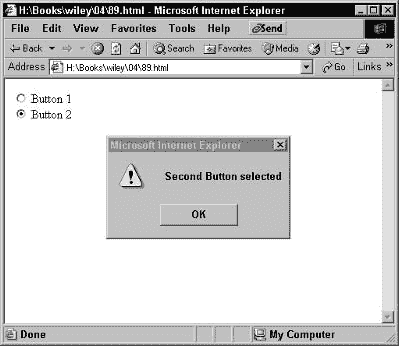 H:\Books\wiley\04\89.html - Microsoft Internet Explorer
File Edit View Favorites Tools Help Send
Back Search Favorites Media
Address H:\Books\wiley\04\89.html Go Links
Button 1
Button 2
Microsoft Internet Explorer
Second Button selected
OK
Done My Computer